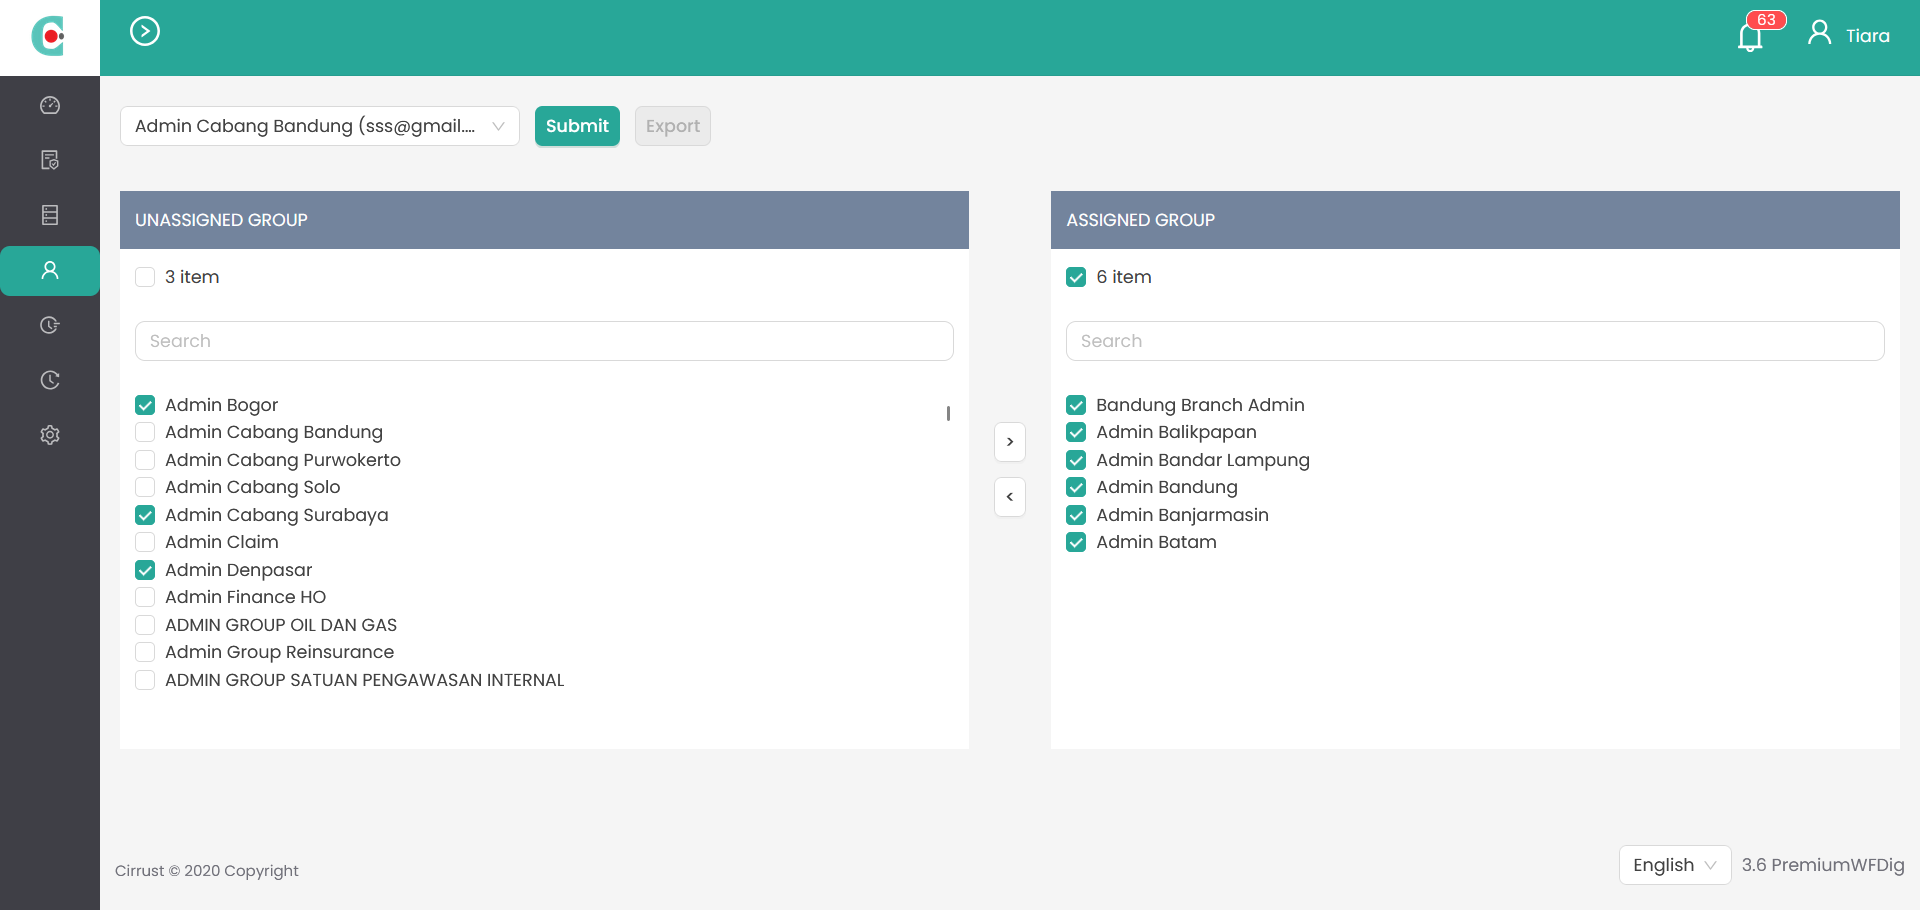 63
Tiara
Admin Cabang Bandung (sss@gmail....
Submit
Export
UNASSIGNED GROUP
3 item
Search
Admin Bogor
Admin Cabang Bandung
Admin Cabang Purwokerto
Admin Cabang Solo
Admin Cabang Surabaya
Admin Claim
Admin Denpasar
Admin Finance HO
ADMIN GROUP OIL DAN GAS
Admin Group Reinsurance
ADMIN GROUP SATUAN PENGAWASAN INTERNAL
>
<
ASSIGNED GROUP
6 item
Search
Bandung Branch Admin
Admin Balikpapan
Admin Bandar Lampung
Admin Bandung
Admin Banjarmasin
Admin Batam
Cirrust © 2020 Copyright
English
3.6 PremiumWFDig